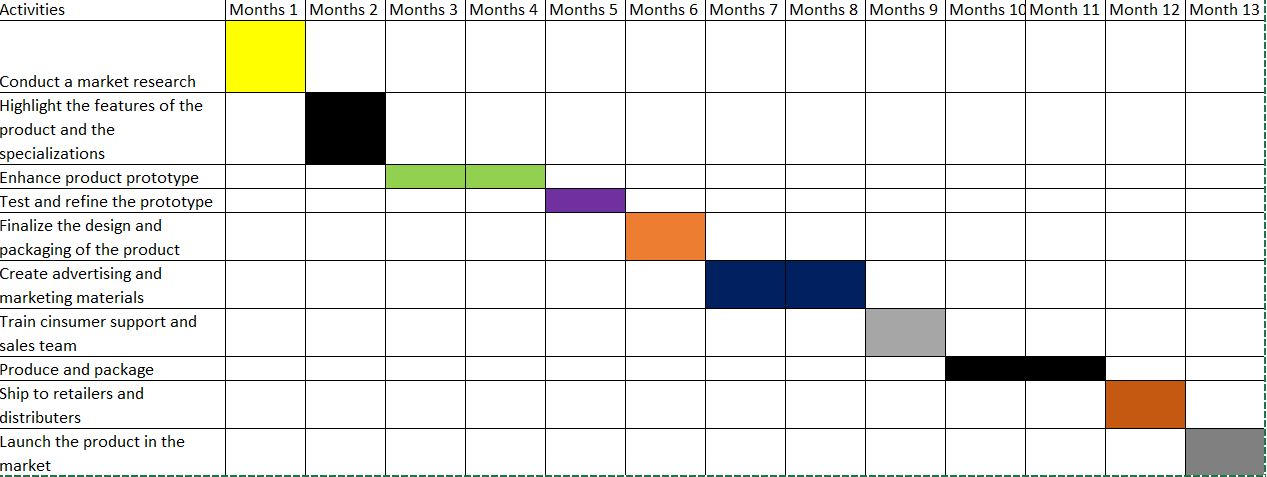 Activities Months 1 Months 2 Months 3 Months 4 Months 5 Months 6 Months 7 Months 8 Months 9 Months 10 Month 11 Month 12 Month 13
Conduct a market research
Highlight the features of the
product and the
specializations
Enhance product prototype
Test and refine the prototype
Finalize the design and
packaging of the product
Create advertising and
marketing materials
Train cinsumer support and
sales team
Produce and package
Ship to retailers and
distributers
Launch the product in the
market